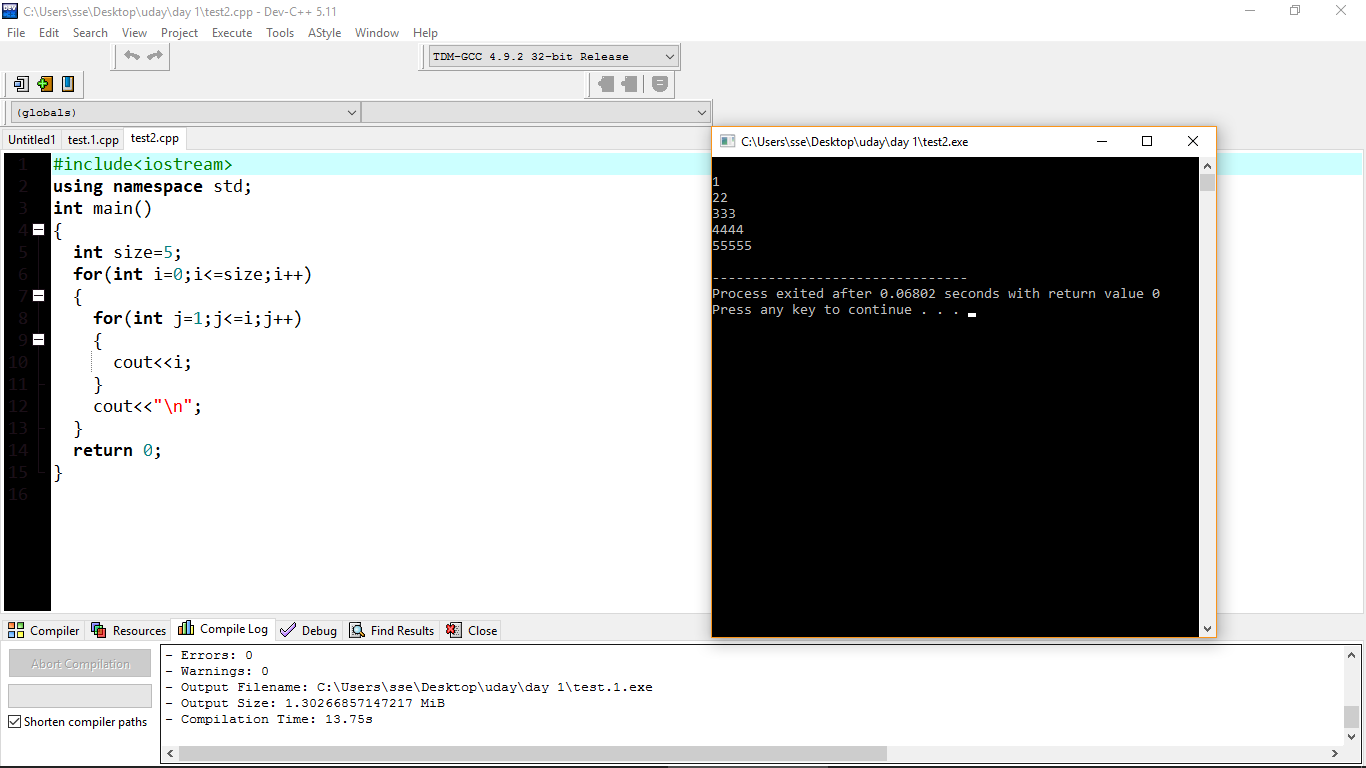 C:\Users\sse\Desktop\uday\day 1\test2.cpp - Dev-C++ 5.11
File Edit Search View Project Execute Tools AStyle Window Help
TDM-GCC 4.9.2 32-bit Release
(globals)
Untitled1 test.1.cpp test2.cpp
1 #include<iostream>
2 using namespace std;
3 int main()
4 {
5 int size=5;
6 for(int i=0;i<=size;i++)
7 {
8 for(int j=1;j<=i;j++)
9 {
10 cout<<i;
11 }
12 cout<<"\n";
13 }
14 return 0;
15 }
16
C:\Users\sse\Desktop\uday\day 1\test2.exe
1
22
333
4444
55555
--------------------------------
Process exited after 0.06802 seconds with return value 0
Press any key to continue . . .
Compiler Resources Compile Log Debug Find Results Close
Abort Compilation
Shorten compiler paths
- Errors: 0
- Warnings: 0
- Output Filename: C:\Users\sse\Desktop\uday\day 1\test.1.exe
- Output Size: 1.30266857147217 MiB
- Compilation Time: 13.75s